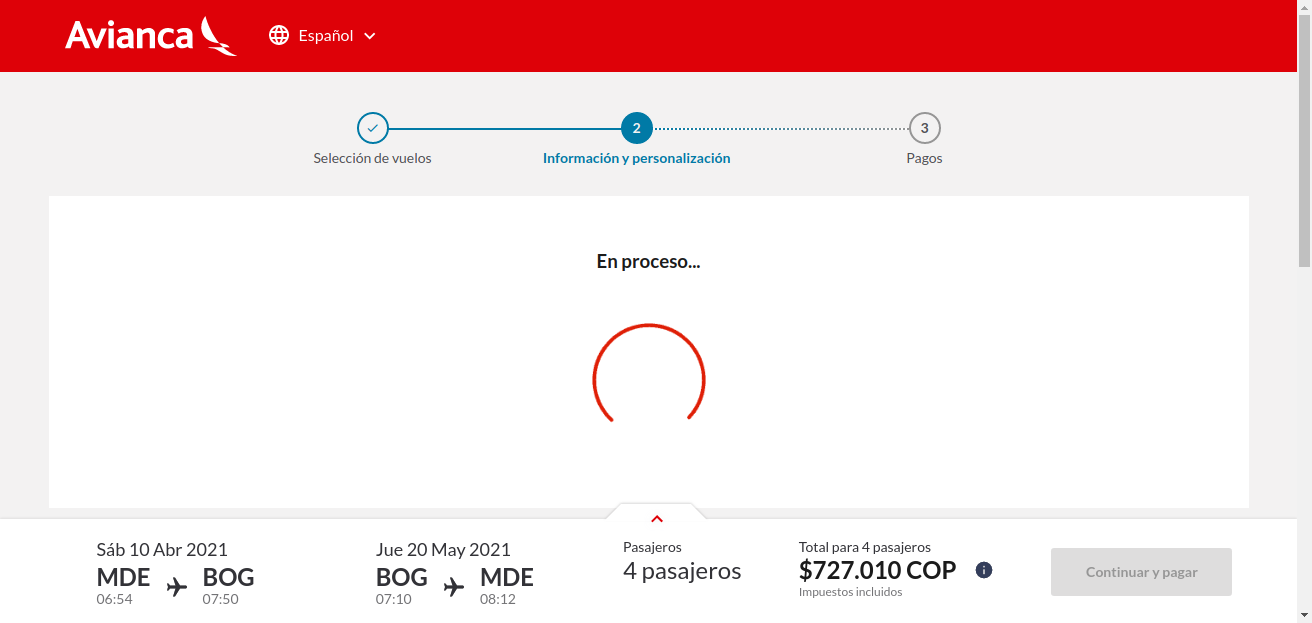 Avianca
Español
2
3
Selección de vuelos
Información y personalización
Pagos
En proceso...
Sáb 10 Abr 2021
MDE BOG
06:54 07:50
Jue 20 May 2021
BOG MDE
07:10 08:12
Pasajeros
4 pasajeros
Total para 4 pasajeros
$727.010 COP
Impuestos incluidos
Continuar y pagar